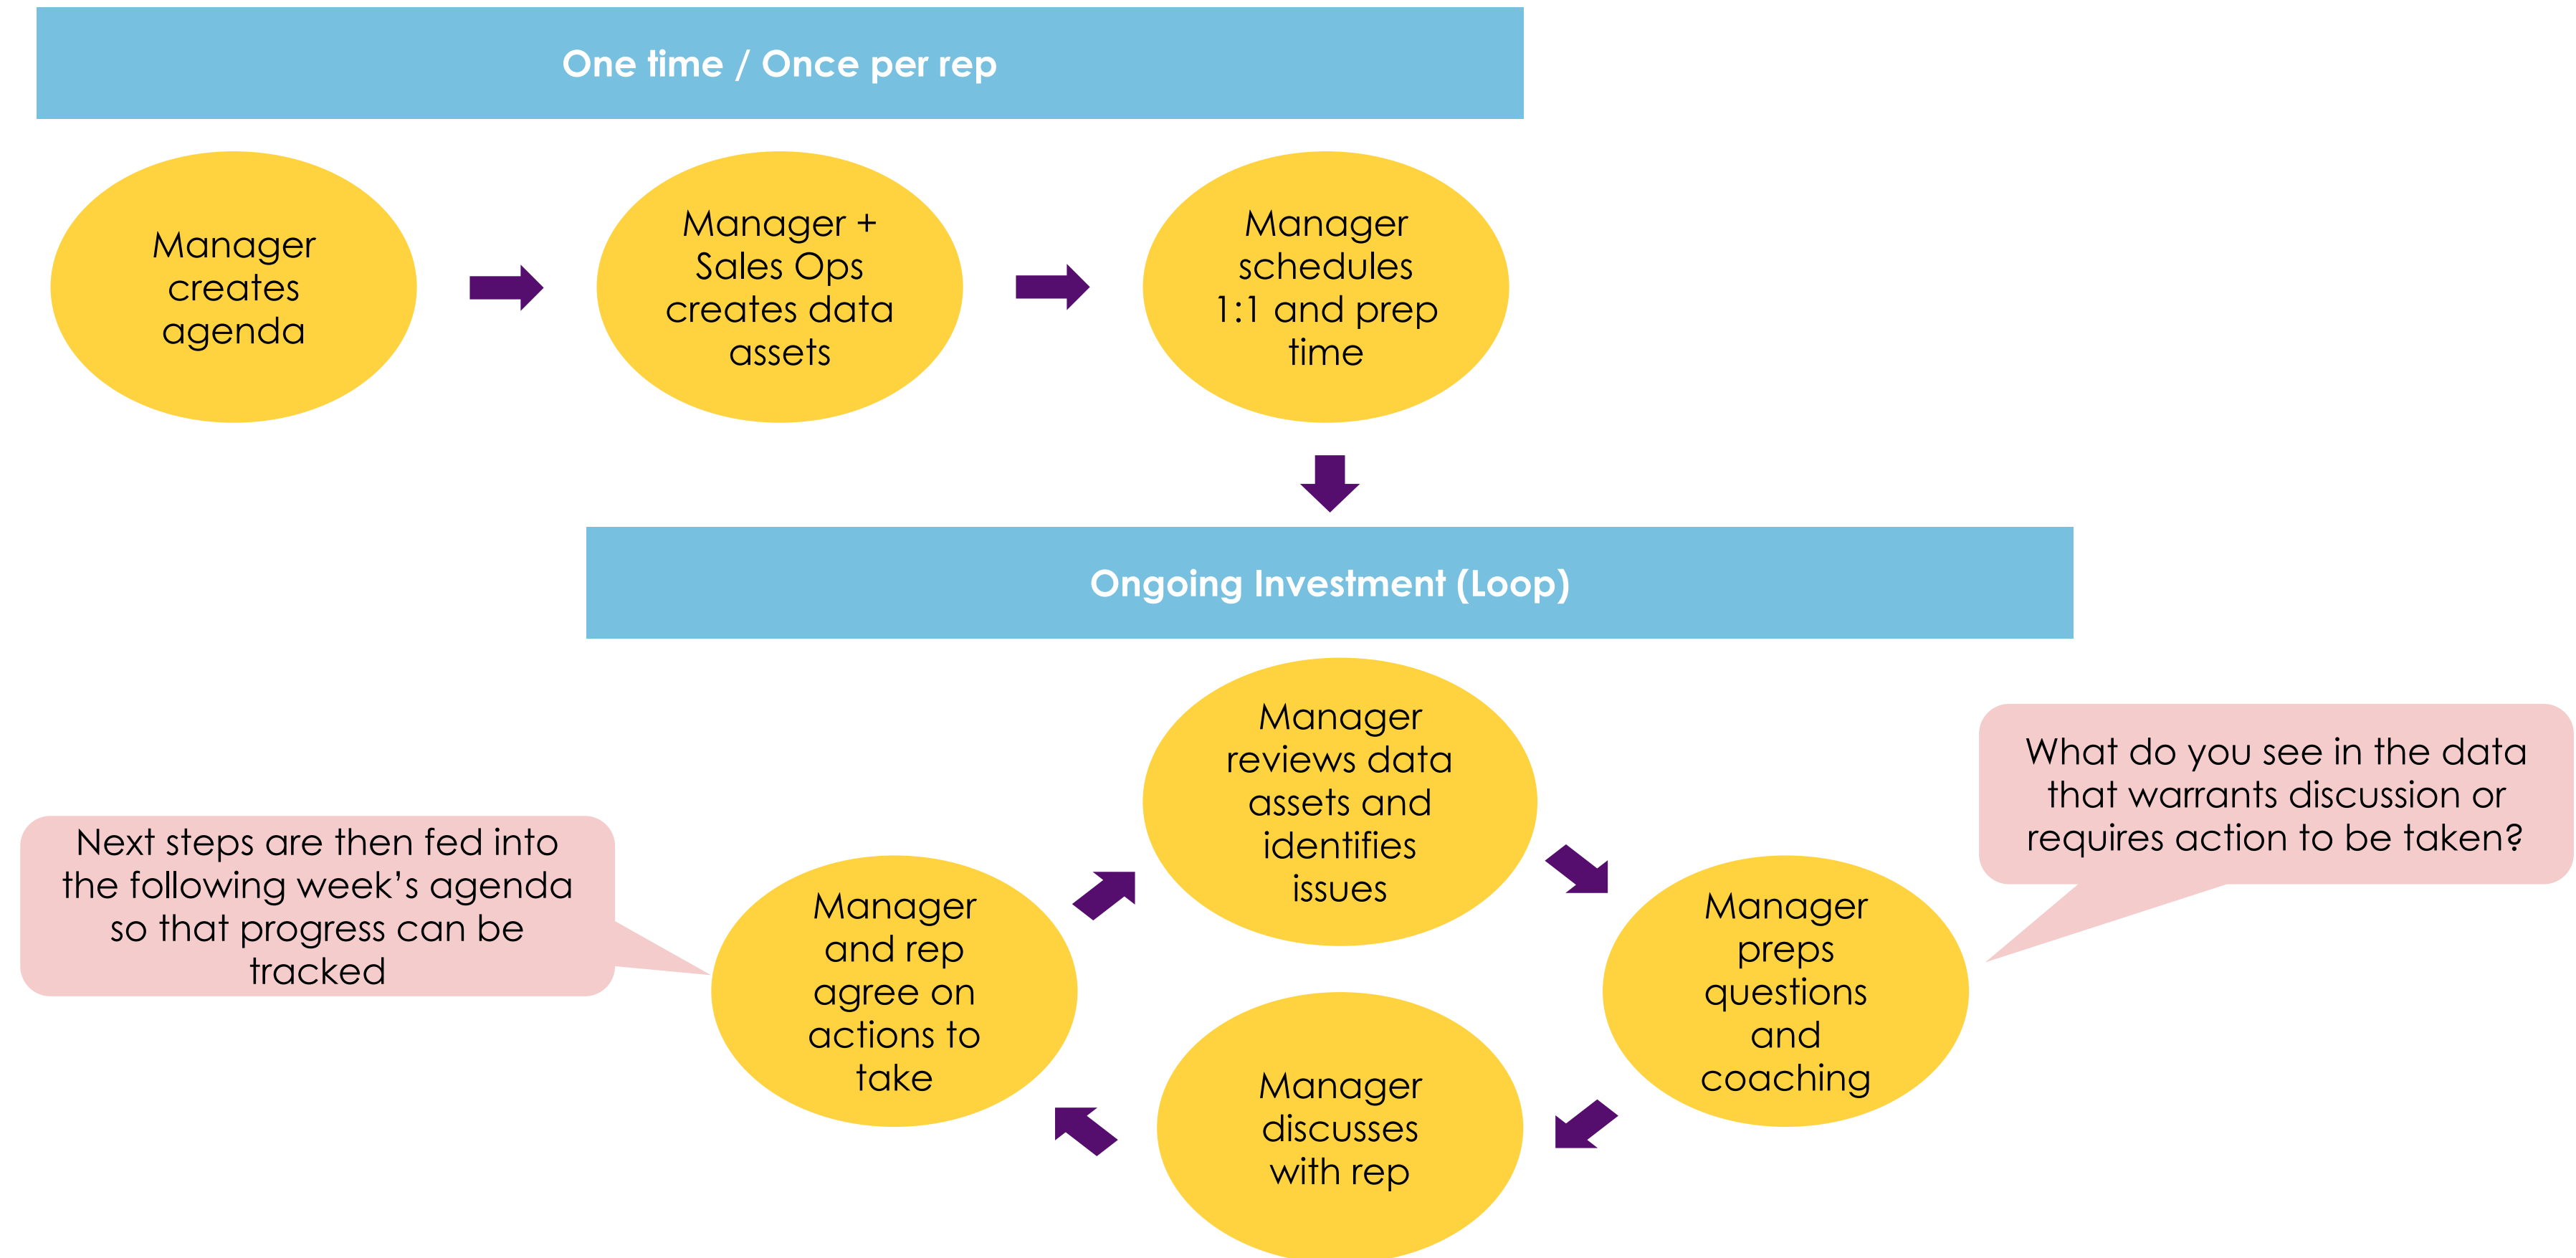 One time / Once per rep
Manager
creates
agenda
Manager +
Sales Ops
creates data
assets
Manager
schedules
1:1 and prep
time
Ongoing Investment (Loop)
Manager
reviews data
assets and
identifies
issues
What do you see in the data
that warrants discussion or
requires action to be taken?
Manager
preps
questions
and
coaching
Manager
discusses
with rep
Manager
and rep
agree on
actions to
take
Next steps are then fed into
the following week’s agenda
so that progress can be
tracked